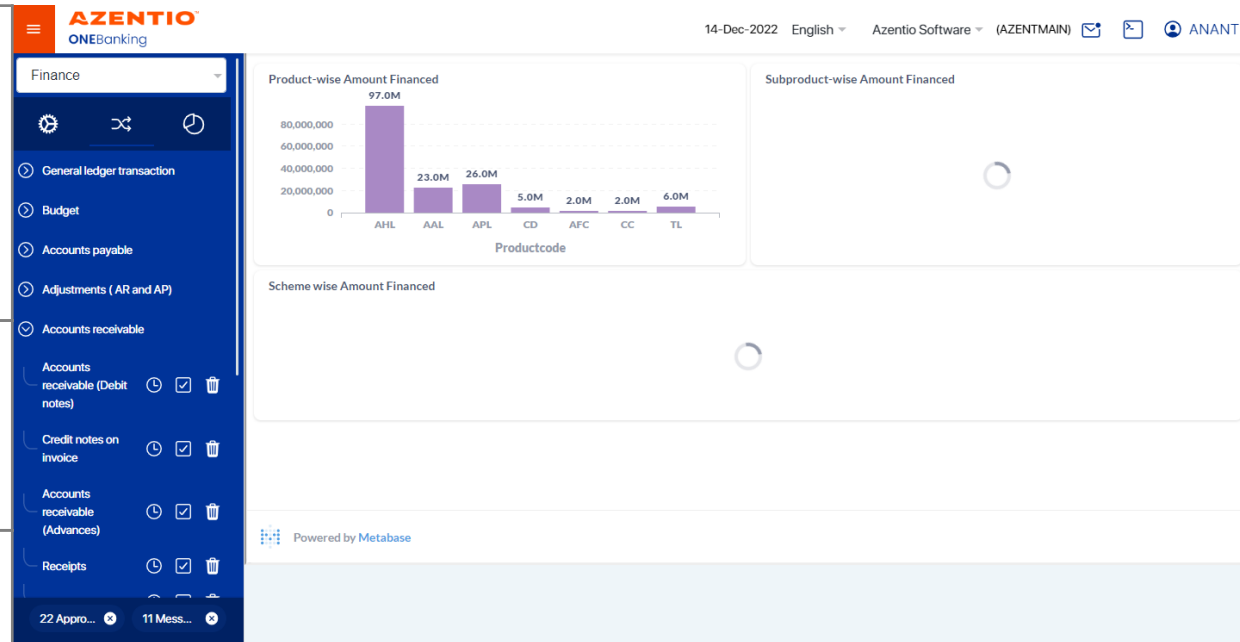 AZENTIO
ONEBanking
14-Dec-2022 English Azentio Software (AZENTMAIN) ANANT
Finance
General ledger transaction
Budget
Accounts payable
Adjustments ( AR and AP)
Accounts receivable
Accounts
receivable (Debit
notes)
Credit notes on
invoice
Accounts
receivable
(Advances)
Receipts
22 Appro...
11 Mess...
Product-wise Amount Financed
97.0M
80,000,000
60,000,000
40,000,000
20,000,000
0
23.0M
26.0M
5.0M
2.0M
2.0M
6.0M
AHL AAL APL CD AFC CC TL
Productcode
Subproduct-wise Amount Financed
Scheme wise Amount Financed
Powered by Metabase